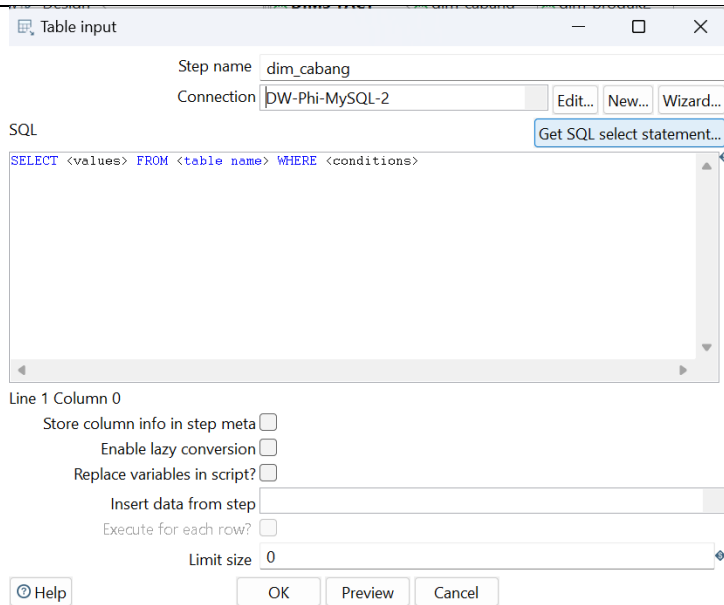 Table input
Step name dim_cabang
Connection DW-Phi-MySQL-2 Edit... New... Wizard...
SQL Get SQL select statement...
SELECT <values> FROM <table name> WHERE <conditions>
Line 1 Column 0
Store column info in step meta
Enable lazy conversion
Replace variables in script?
Insert data from step
Execute for each row?
Limit size 0
Help OK Preview Cancel